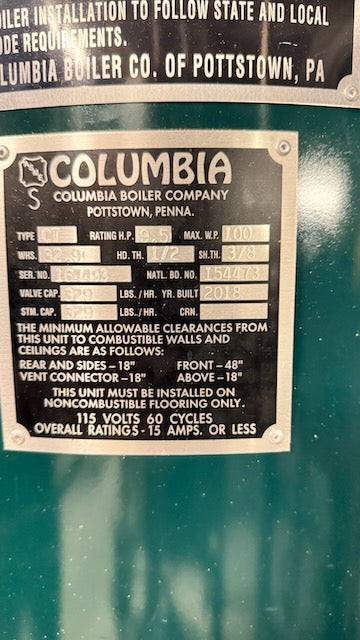 OILER INSTALLATION TO FOLLOW STATE AND LOCAL
ODE REQUIREMENTS.
LUMBIA BOILER CO. OF POTTSTOWN, PA
S COLUMBIA
COLUMBIA BOILER COMPANY
POTTSTOWN, PENNA.
TYPE RATING H.P. 9.5 MAX. W.P. 100
WHS. 32.91 HD. TH. 1/2 SH.TH. 3/8
SER. NO. NATL. BD. NO. 154473
VALVE CAP. 329 LBS./HR. YR. BUILT 2018
STM. CAP. 329 LBS./HR. CRN.
THE MINIMUM ALLOWABLE CLEARANCES FROM
THIS UNIT TO COMBUSTIBLE WALLS AND
CEILINGS ARE AS FOLLOWS:
REAR AND SIDES – 18" FRONT – 48"
VENT CONNECTOR – 18" ABOVE – 18"
THIS UNIT MUST BE INSTALLED ON
NONCOMBUSTIBLE FLOORING ONLY.
115 VOLTS 60 CYCLES
OVERALL RATINGS - 15 AMPS. OR LESS